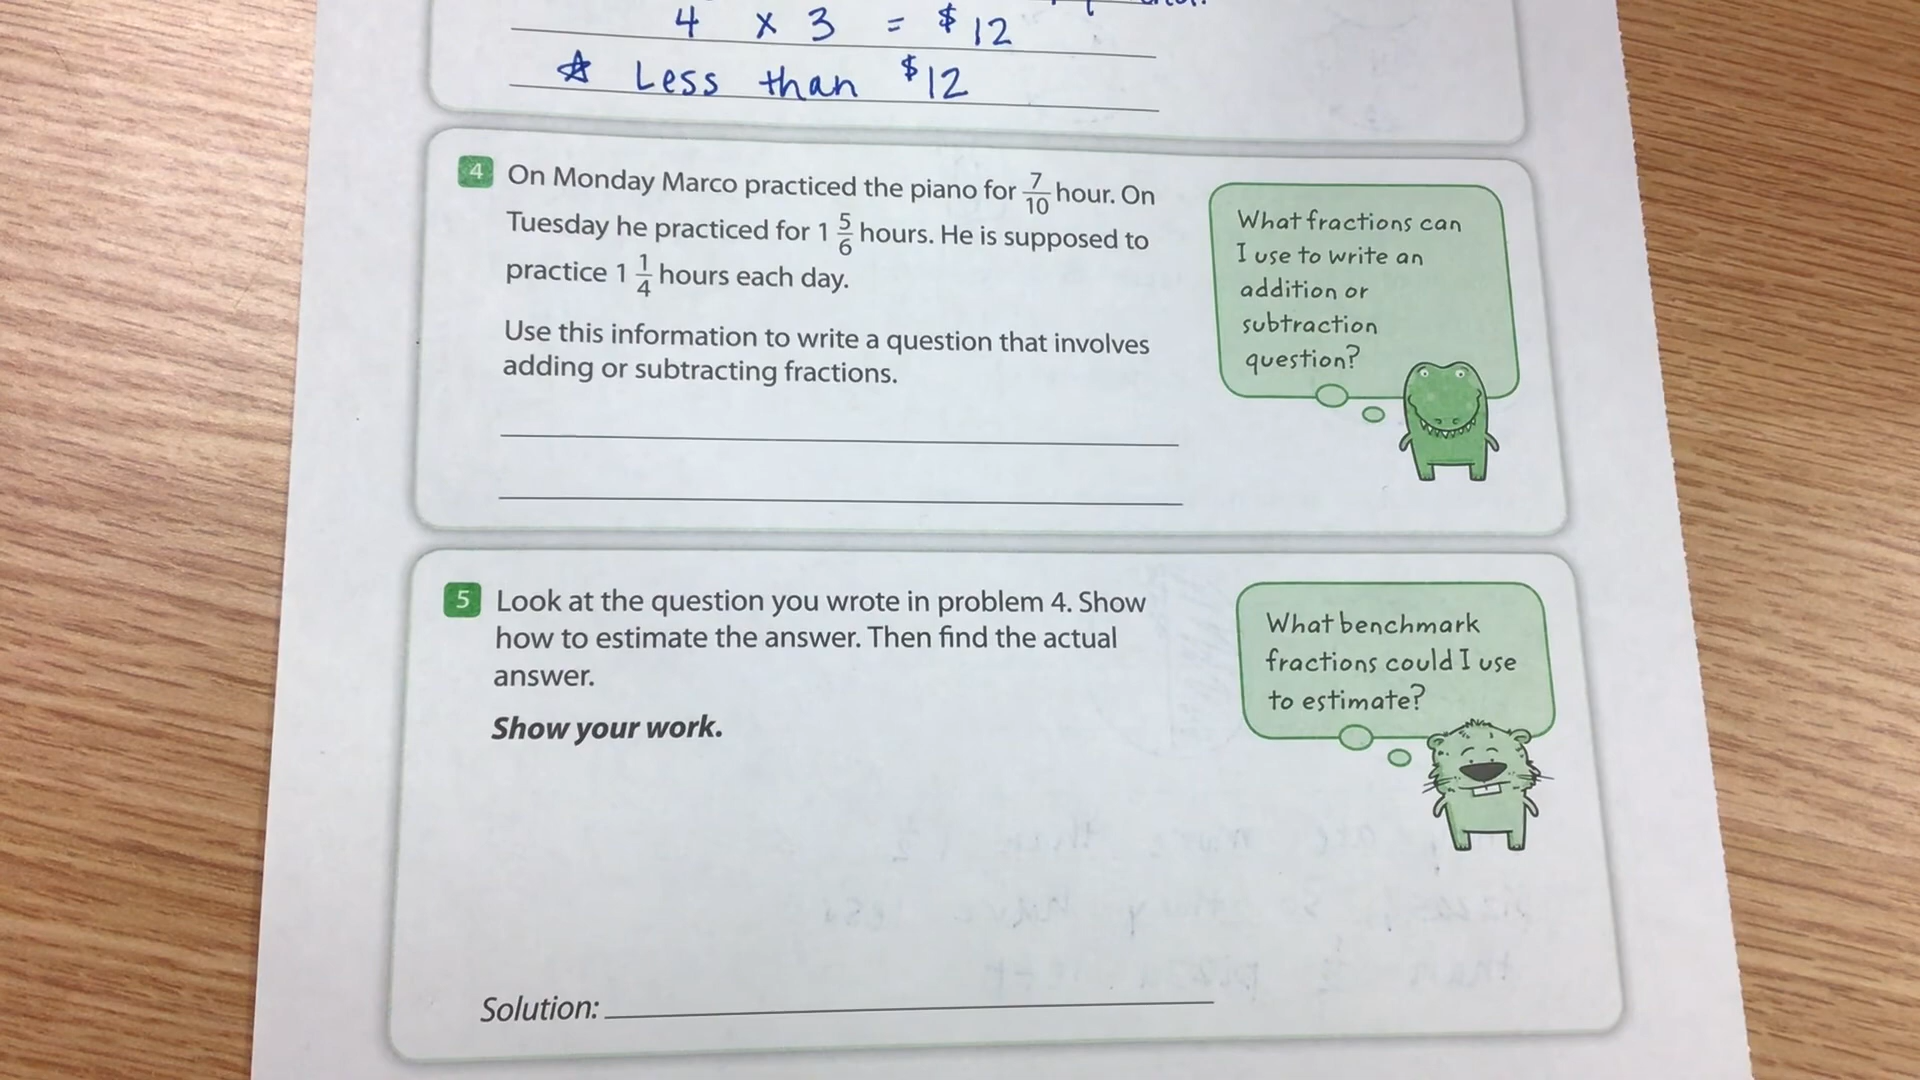 4 x 3 = $12
☆ Less than $12
4 On Monday Marco practiced the piano for 7/10 hour. On
Tuesday he practiced for 1 5/6 hours. He is supposed to
practice 1 1/4 hours each day.
Use this information to write a question that involves
adding or subtracting fractions.
What fractions can
I use to write an
addition or
subtraction
question?
5 Look at the question you wrote in problem 4. Show
how to estimate the answer. Then find the actual
answer.
Show your work.
What benchmark
fractions could I use
to estimate?
Solution: